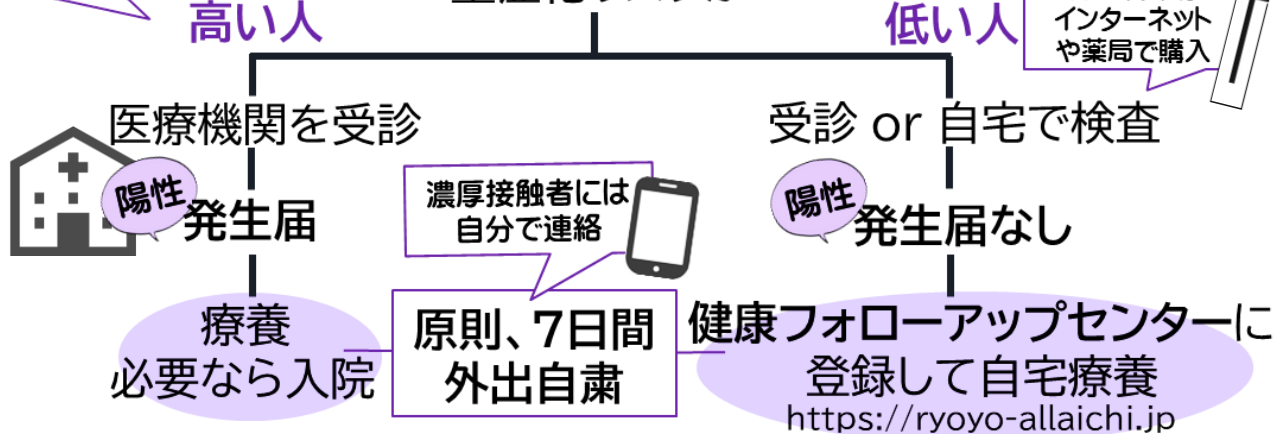 高い人
低い人
インターネット
や薬局で購入
医療機関を受診
受診 or 自宅で検査
陽性
発生届
濃厚接触者には
自分で連絡
陽性
発生届なし
療養
必要なら入院
原則、7日間
外出自粛
健康フォローアップセンターに
登録して自宅療養
https://ryoyo-allaichi.jp